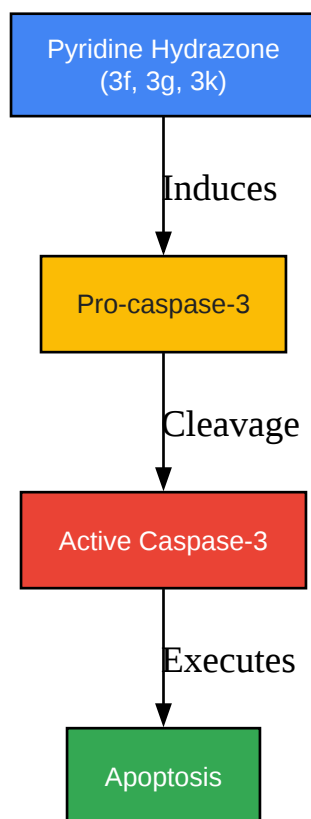 Pyridine Hydrazone
(3f, 3g, 3k)
Induces
Pro-caspase-3
Cleavage
Active Caspase-3
Executes
Apoptosis